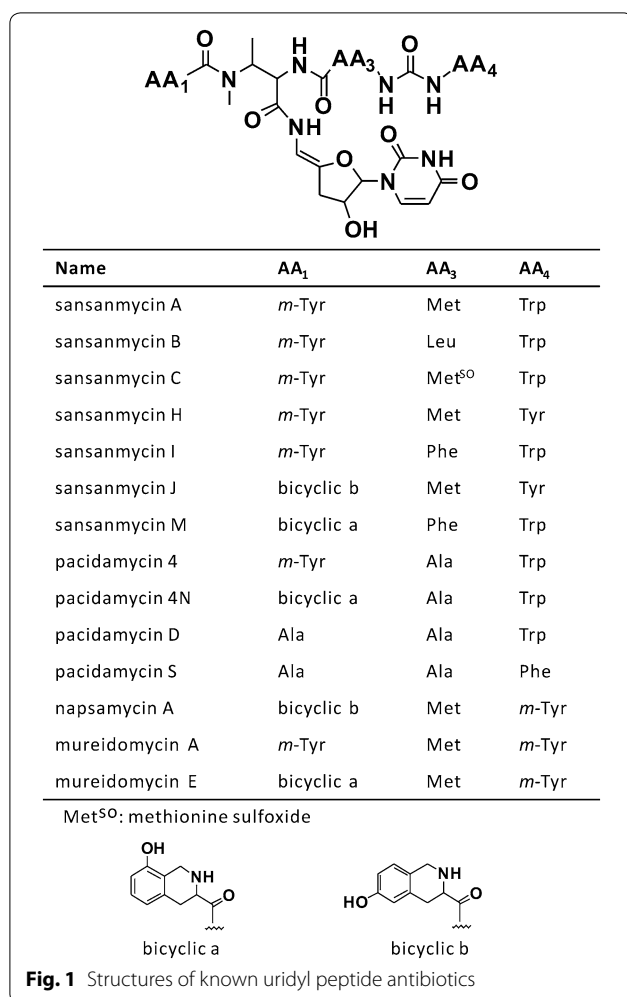 O
AA₁
N
H
N
AA₃
O
O
N
H
N
H
AA₄
O
NH
O
N
O
NH
O
OH
Name AA₁ AA₃ AA₄
sansanmycin A m-Tyr Met Trp
sansanmycin B m-Tyr Leu Trp
sansanmycin C m-Tyr Metˢᴼ Trp
sansanmycin H m-Tyr Met Tyr
sansanmycin I m-Tyr Phe Trp
sansanmycin J bicyclic b Met Tyr
sansanmycin M bicyclic a Phe Trp
pacidamycin 4 m-Tyr Ala Trp
pacidamycin 4N bicyclic a Ala Trp
pacidamycin D Ala Ala Trp
pacidamycin S Ala Ala Phe
napsamycin A bicyclic b Met m-Tyr
mureidomycin A m-Tyr Met m-Tyr
mureidomycin E bicyclic a Met m-Tyr
Metˢᴼ: methionine sulfoxide
OH
NH
O
bicyclic a
HO
NH
O
bicyclic b
Fig. 1 Structures of known uridyl peptide antibiotics